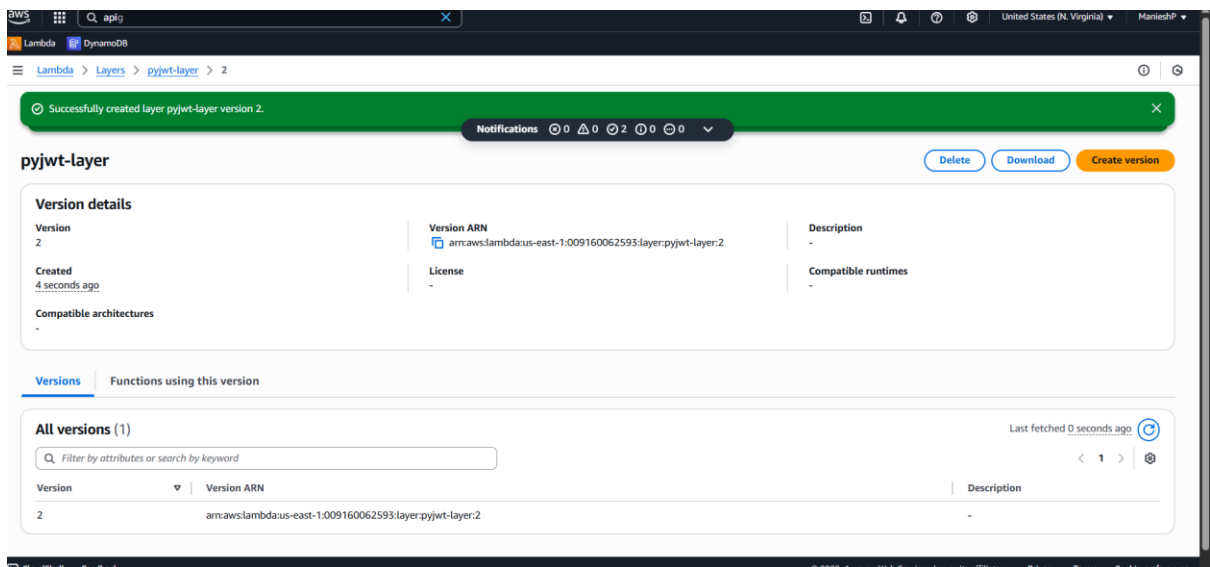 aws apig United States (N. Virginia) ManieshP
Lambda DynamoDB
Lambda > Layers > pyjwt-layer > 2
Successfully created layer pyjwt-layer version 2.
Notifications 0 0 2 0 0
pyjwt-layer Delete Download Create version
Version details
Version Version ARN Description
2 arn:aws:lambda:us-east-1:009160062593:layer:pyjwt-layer:2 -
Created License Compatible runtimes
4 seconds ago - -
Compatible architectures
-
Versions Functions using this version
All versions (1) Last fetched 0 seconds ago
Filter by attributes or search by keyword < 1 >
Version Version ARN Description
2 arn:aws:lambda:us-east-1:009160062593:layer:pyjwt-layer:2 -